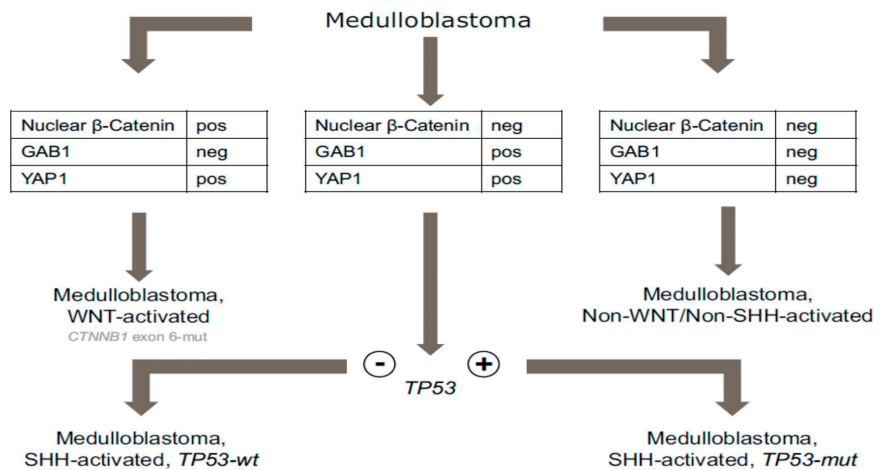 Medulloblastoma
Nuclear β-Catenin pos
GAB1 neg
YAP1 pos
Nuclear β-Catenin neg
GAB1 pos
YAP1 pos
Nuclear β-Catenin neg
GAB1 neg
YAP1 neg
Medulloblastoma,
WNT-activated
CTNNB1 exon 6-mut
Medulloblastoma,
Non-WNT/Non-SHH-activated
- +
TP53
Medulloblastoma,
SHH-activated, TP53-wt
Medulloblastoma,
SHH-activated, TP53-mut